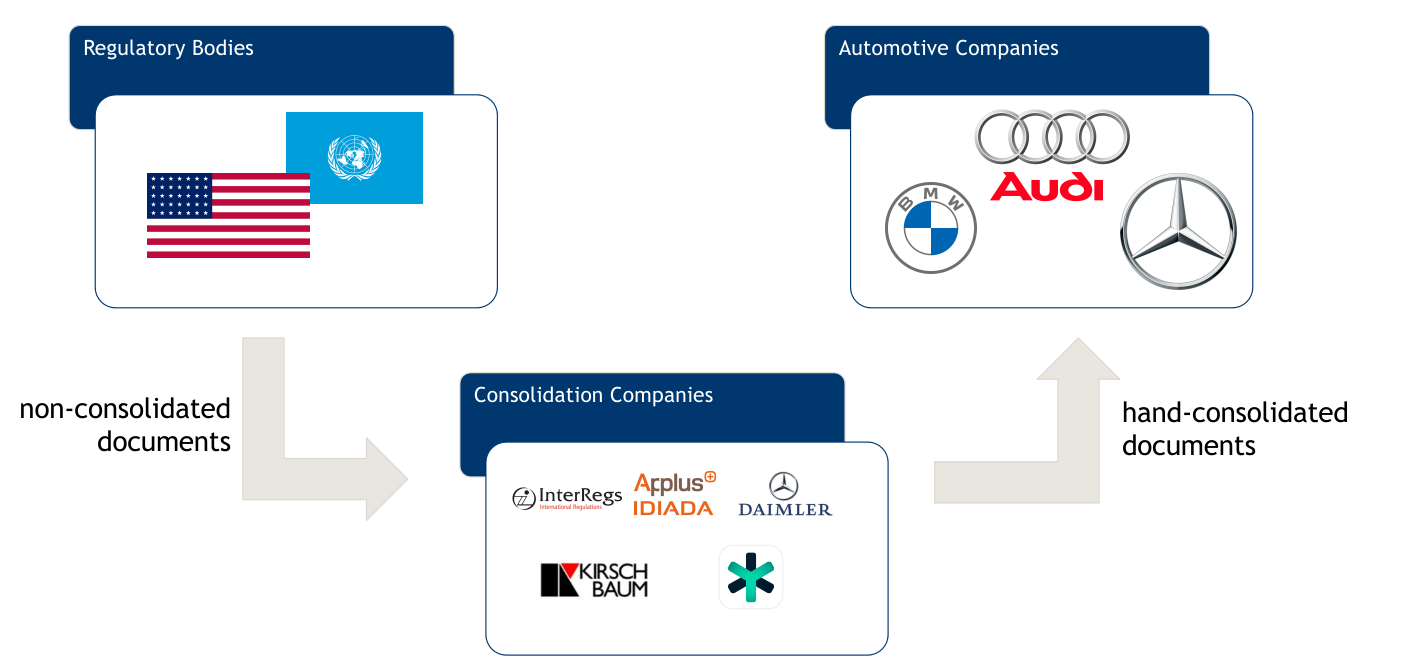 Regulatory Bodies
Automotive Companies
Audi
B M W
non-consolidated
documents
Consolidation Companies
hand-consolidated
documents
InterRegs
International Regulations
Applus+
IDIADA
DAIMLER
KIRSCH
BAUM